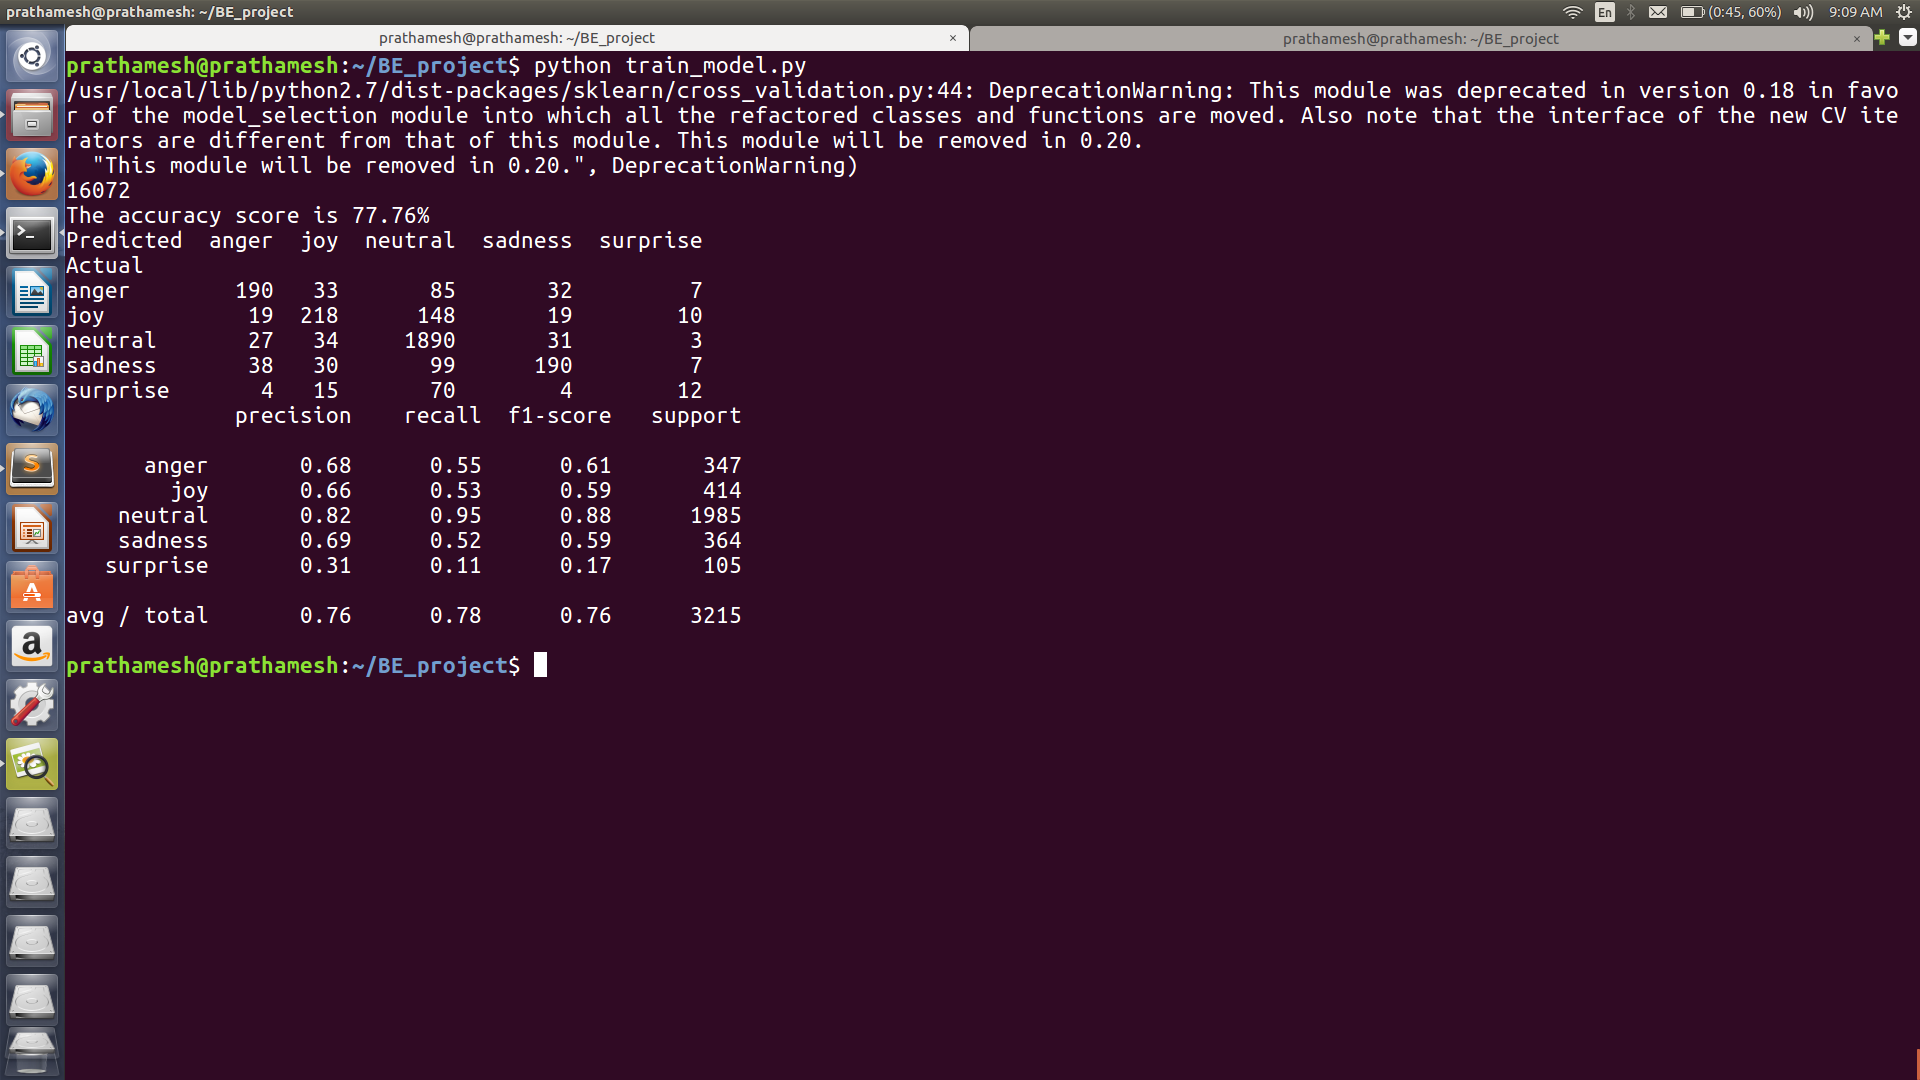 prathamesh@prathamesh: ~/BE_project
En
(0:45, 60%)
9:09 AM
prathamesh@prathamesh: ~/BE_project ×
prathamesh@prathamesh: ~/BE_project ×
prathamesh@prathamesh:~/BE_project$ python train_model.py
/usr/local/lib/python2.7/dist-packages/sklearn/cross_validation.py:44: DeprecationWarning: This module was deprecated in version 0.18 in favo
r of the model_selection module into which all the refactored classes and functions are moved. Also note that the interface of the new CV ite
rators are different from that of this module. This module will be removed in 0.20.
  "This module will be removed in 0.20.", DeprecationWarning)
16072
The accuracy score is 77.76%
Predicted  anger  joy  neutral  sadness  surprise
Actual
anger        190   33       85       32         7
joy           19  218      148       19        10
neutral       27   34     1890       31         3
sadness       38   30       99      190         7
surprise       4   15       70        4        12
             precision    recall  f1-score   support
      anger       0.68      0.55      0.61       347
        joy       0.66      0.53      0.59       414
    neutral       0.82      0.95      0.88      1985
    sadness       0.69      0.52      0.59       364
   surprise       0.31      0.11      0.17       105
avg / total       0.76      0.78      0.76      3215
prathamesh@prathamesh:~/BE_project$